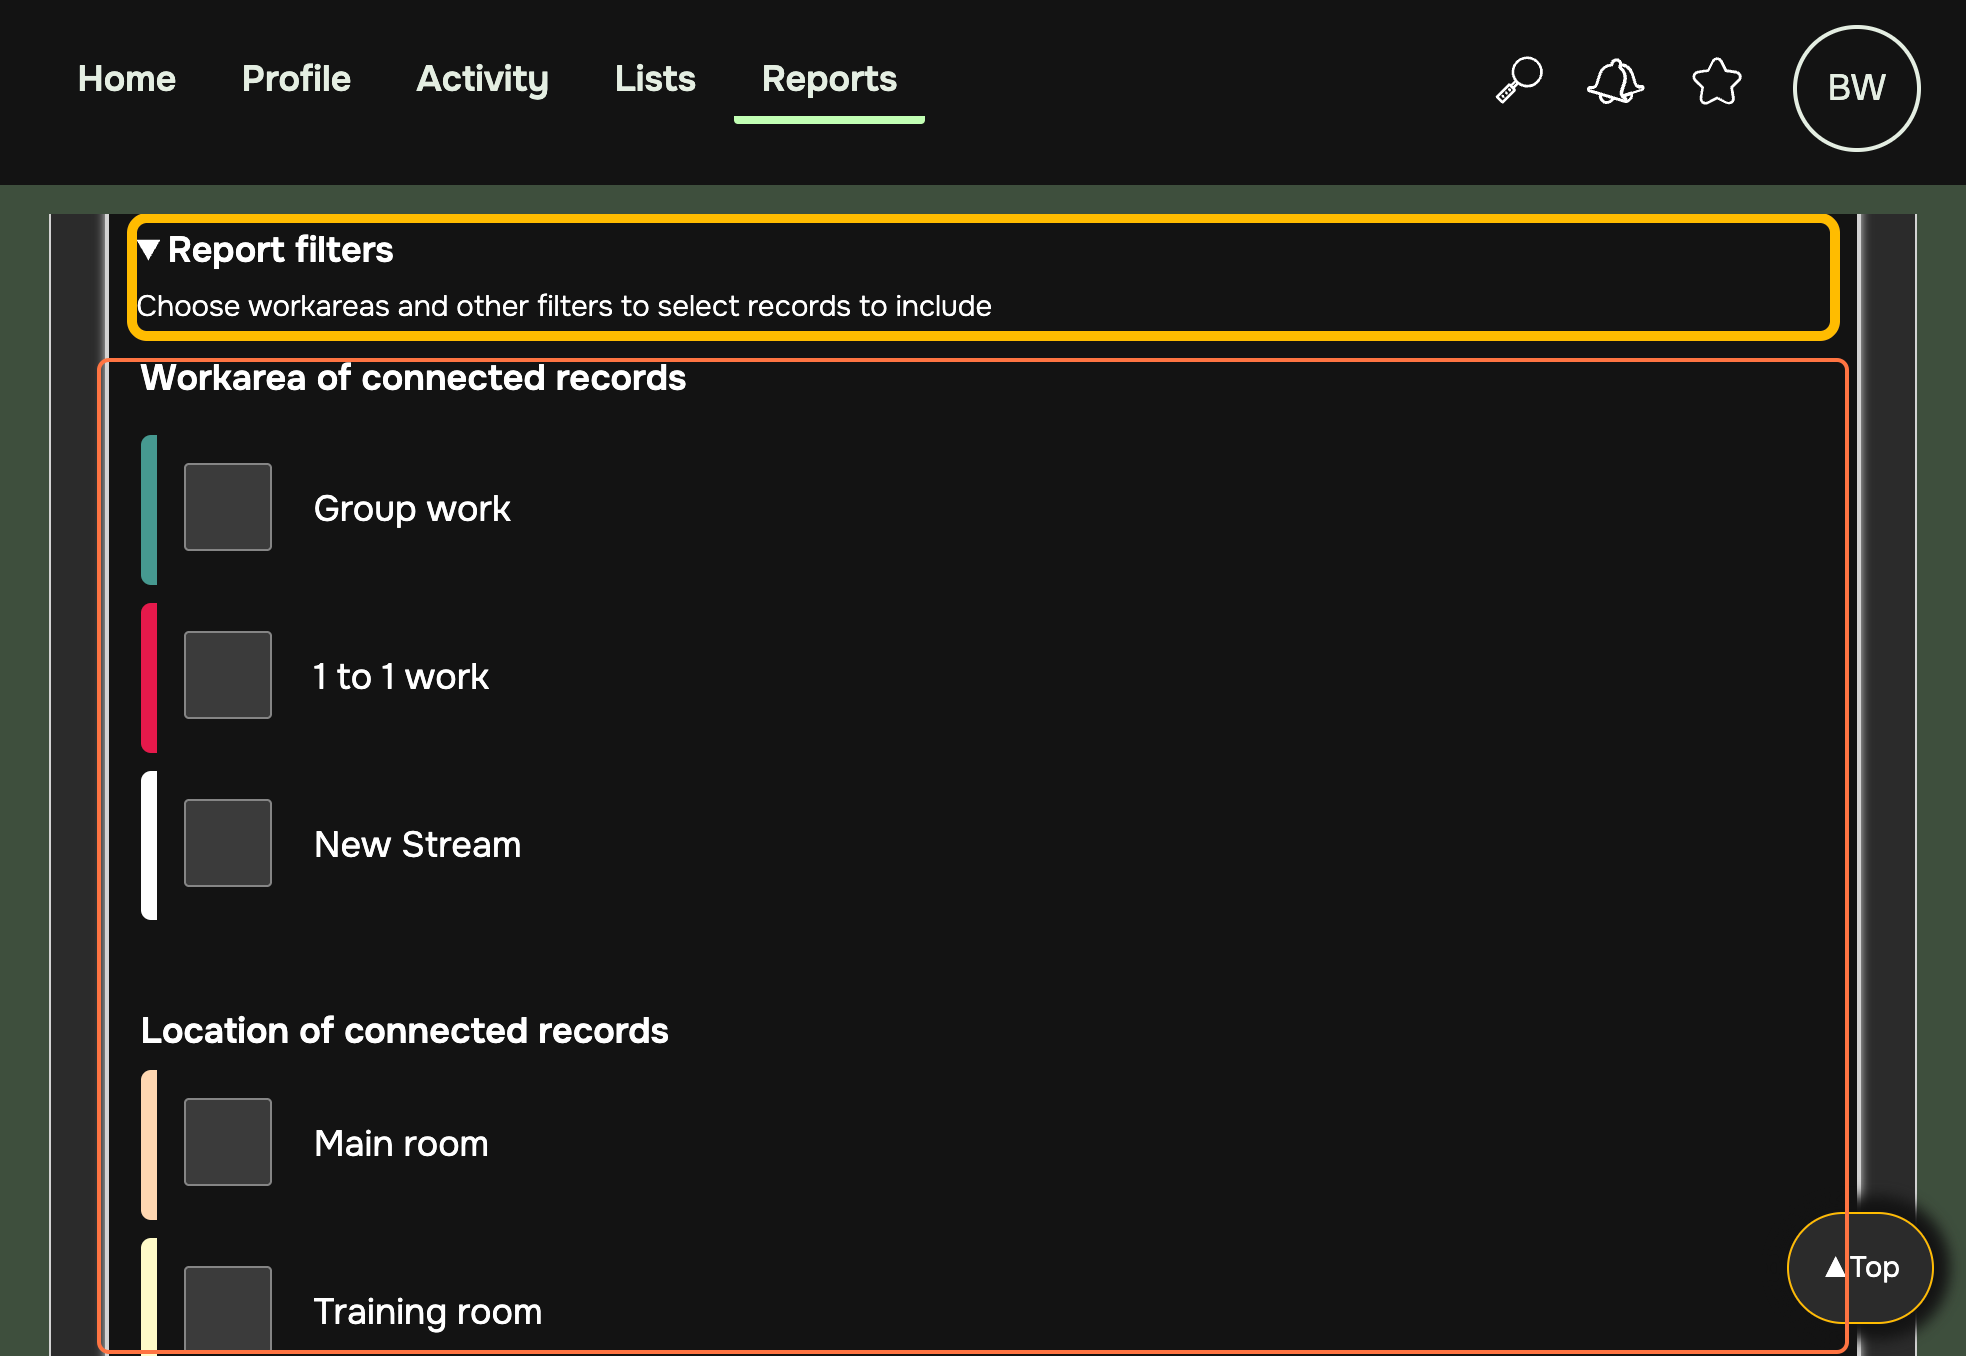 Home Profile Activity Lists Reports BW
▼ Report filters
Choose workareas and other filters to select records to include
Workarea of connected records
Group work
1 to 1 work
New Stream
Location of connected records
Main room
▲Top
Training room